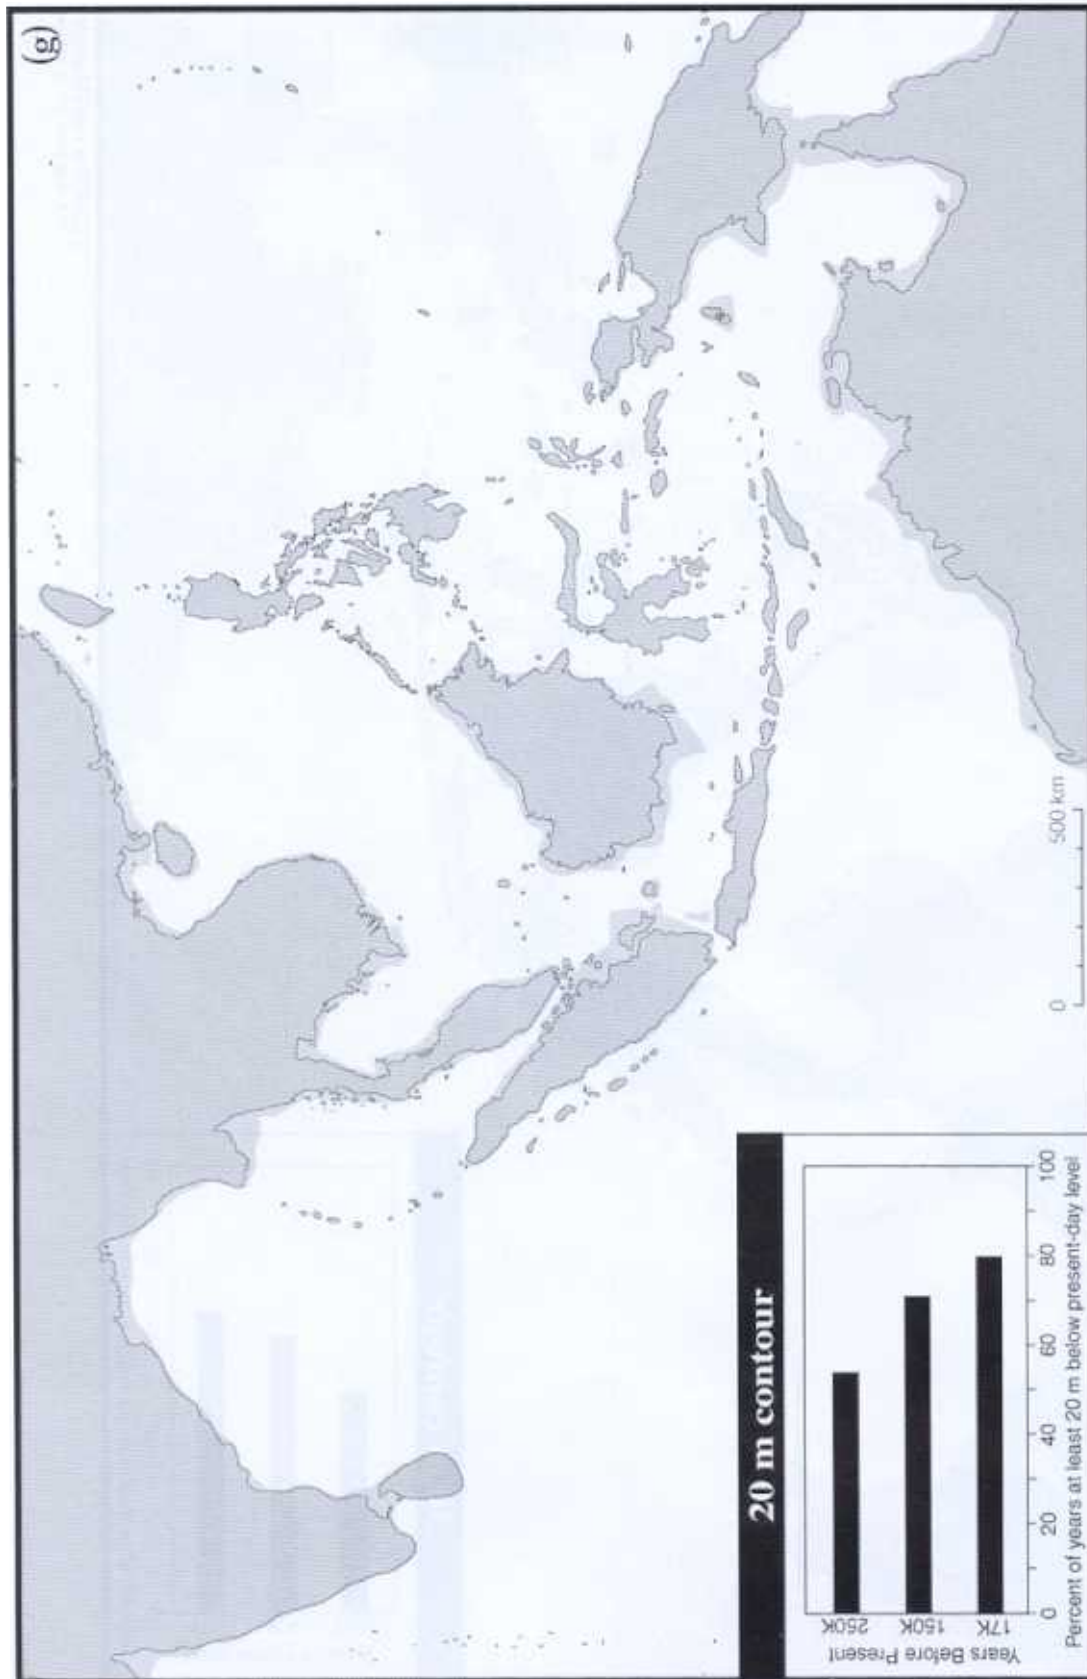 (g)
20 m contour
Years Before Present
250K
150K
17K
0 20 40 60 80 100
Percent of years at least 20 m below present-day level
0 500 km